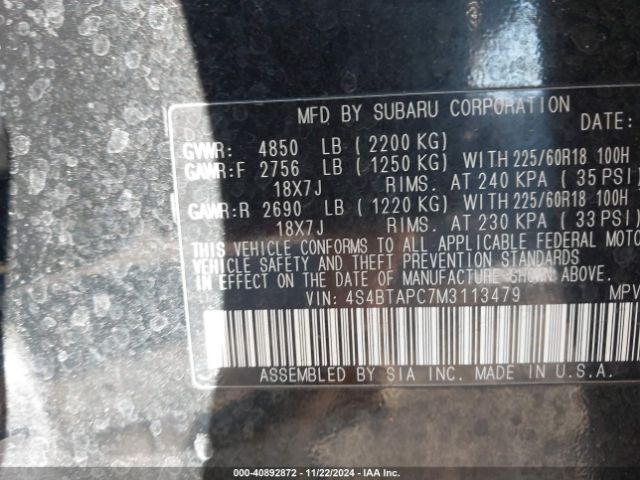 MFD BY SUBARU CORPORATION
DATE:
GVWR: 4850 LB (2200 KG)
GAWR:F 2756 LB (1250 KG) WITH 225/60R18 100H
18X7J RIMS. AT 240 KPA (35 PSI)
GAWR:R 2690 LB (1220 KG) WITH 225/60R18 100H
18X7J RIMS. AT 230 KPA (33 PSI)
THIS VEHICLE CONFORMS TO ALL APPLICABLE FEDERAL MOTO
VEHICLE SAFETY AND THEFT PREVENTION STANDARDS
IN EFFECT ON THE DATE OF MANUFACTURE SHOWN ABOVE.
VIN: 4S4BTAPC7M3113479 MPV
ASSEMBLED BY SIA INC. MADE IN U.S.A.
000-40892872 - 11/22/2024 - IAA Inc.